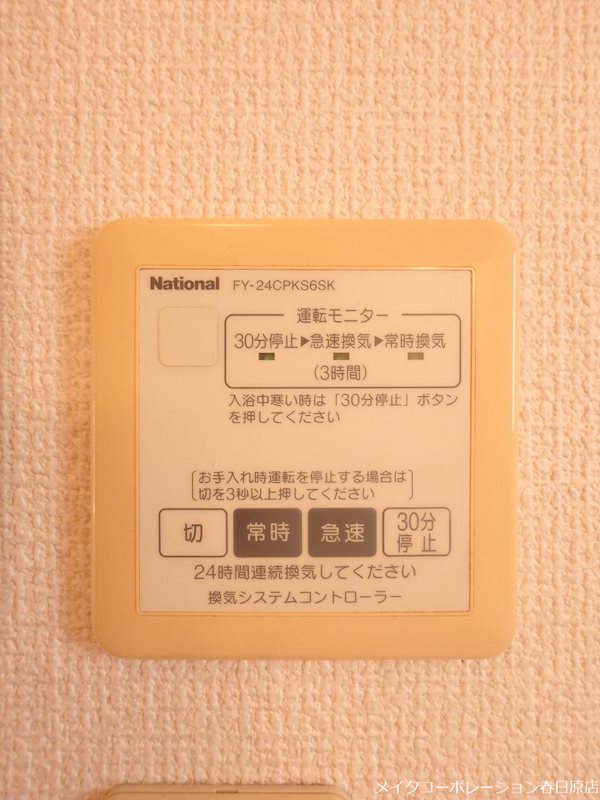 National FY-24CPKS6SK
運転モニター
30分停止▶急速換気▶常時換気
(3時間)
入浴中寒い時は「30分停止」ボタン
を押してください
お手入れ時運転を停止する場合は
切を3秒以上押してください
切 常時 急速 30分停止
24時間連続換気してください
換気システムコントローラー
メイクコーポレーション春日原店